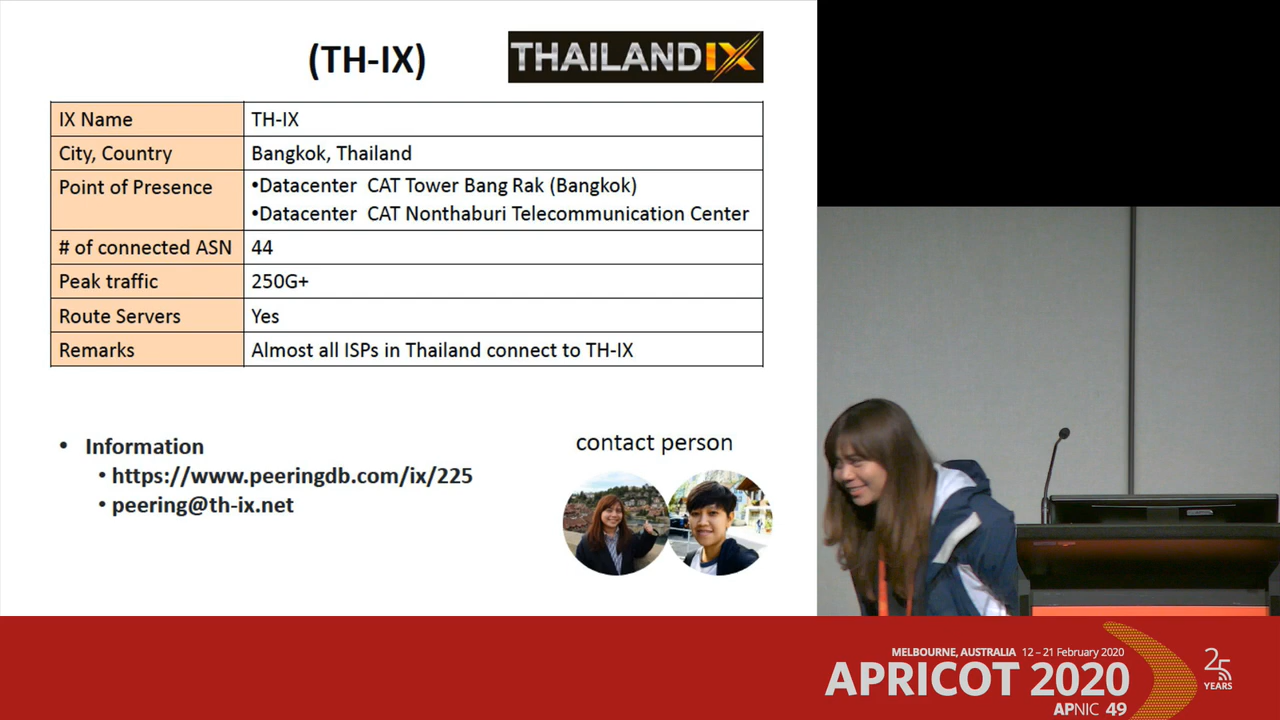 (TH-IX)
THAILANDIX
IX Name TH-IX
City, Country Bangkok, Thailand
Point of Presence •Datacenter CAT Tower Bang Rak (Bangkok)
•Datacenter CAT Nonthaburi Telecommunication Center
# of connected ASN 44
Peak traffic 250G+
Route Servers Yes
Remarks Almost all ISPs in Thailand connect to TH-IX
• Information
• https://www.peeringdb.com/ix/225
• peering@th-ix.net
contact person
MELBOURNE, AUSTRALIA 12 – 21 February 2020
APRICOT 2020
APNIC 49
25
YEARS